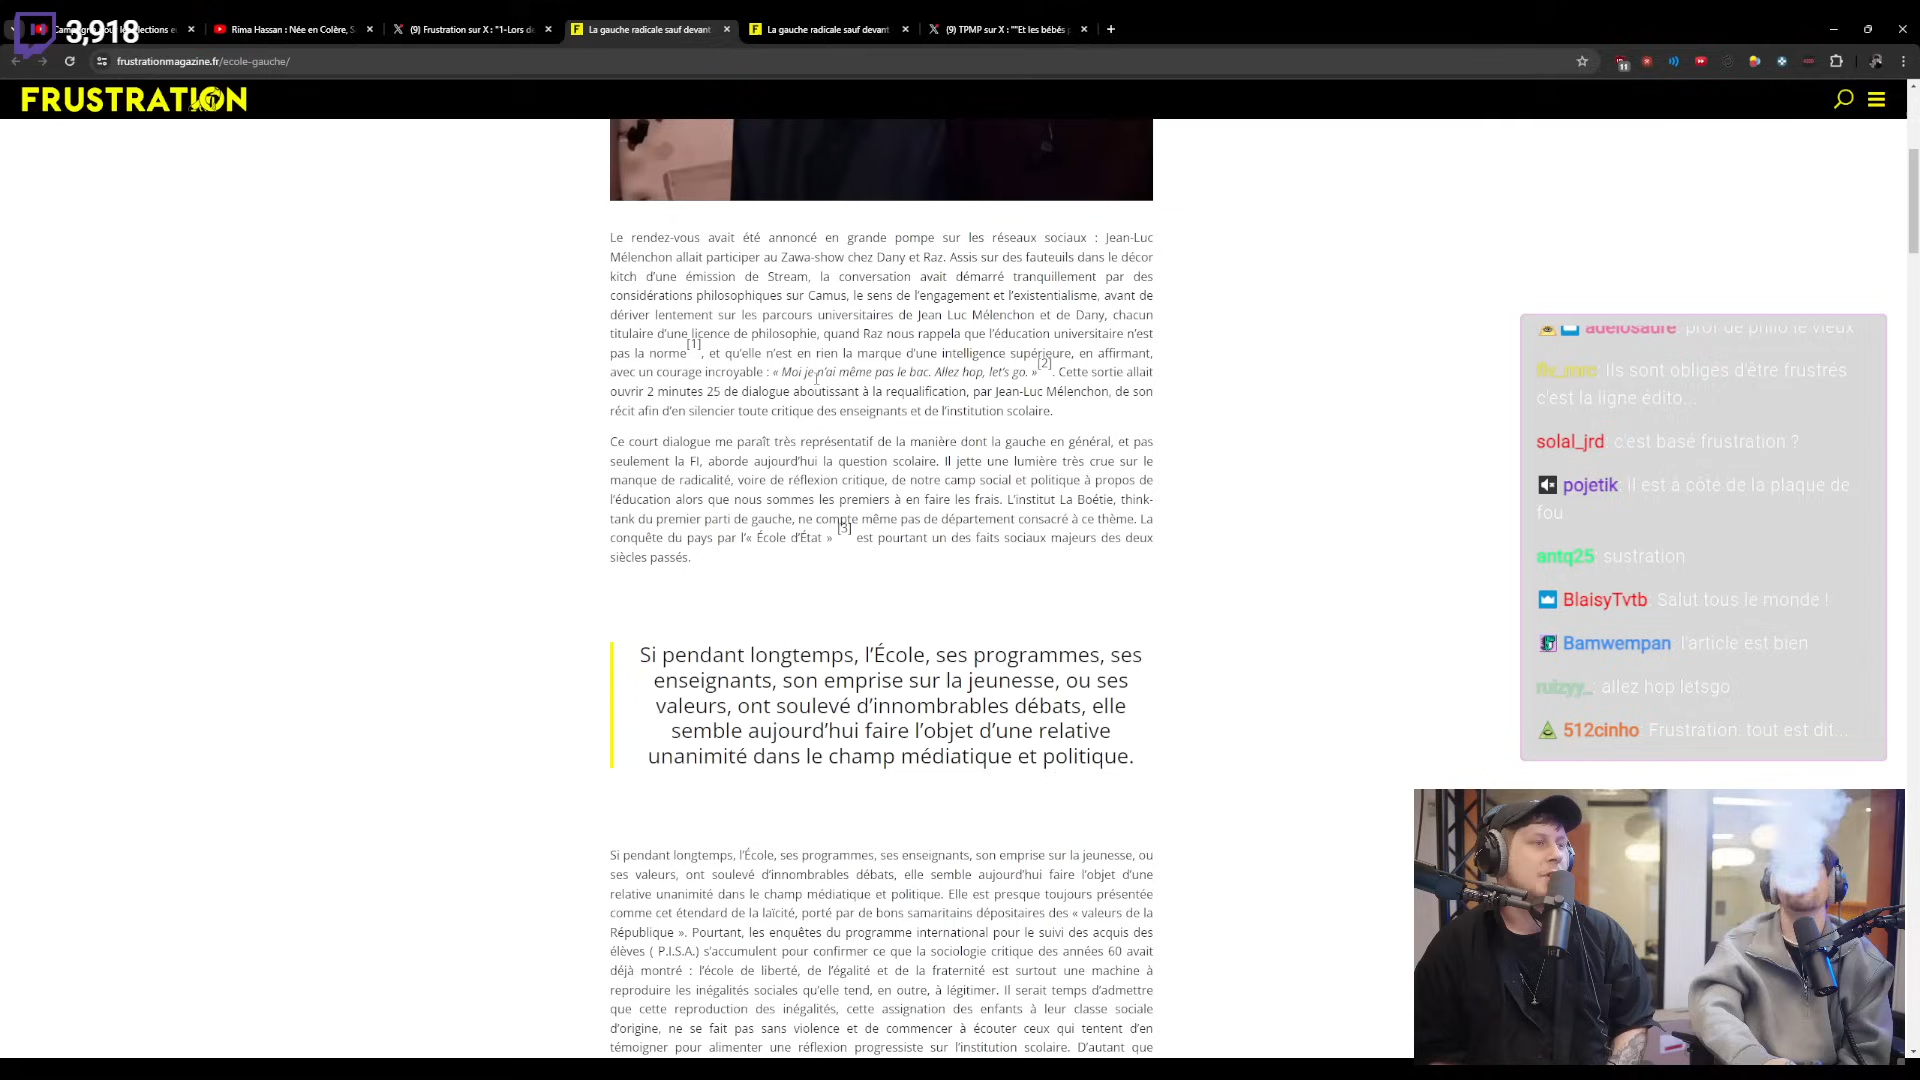 3,918
Campagne pour les élections eu
Rima Hassan : Née en Colère, S
(9) Frustration sur X : "1-Lors de
La gauche radicale sauf devant
La gauche radicale sauf devant
(9) TPMP sur X : ""Et les bébés p
frustrationmagazine.fr/ecole-gauche/
11
FRUSTRATION
Le rendez-vous avait été annoncé en grande pompe sur les réseaux sociaux : Jean-Luc
Mélenchon allait participer au Zawa-show chez Dany et Raz. Assis sur des fauteuils dans le décor
kitch d’une émission de Stream, la conversation avait démarré tranquillement par des
considérations philosophiques sur Camus, le sens de l’engagement et l’existentialisme, avant de
dériver lentement sur les parcours universitaires de Jean Luc Mélenchon et de Dany, chacun
titulaire d’une licence de philosophie, quand Raz nous rappela que l’éducation universitaire n’est
pas la norme[1], et qu’elle n’est en rien la marque d’une intelligence supérieure, en affirmant,
avec un courage incroyable : « Moi je n’ai même pas le bac. Allez hop, let’s go. »[2]. Cette sortie allait
ouvrir 2 minutes 25 de dialogue aboutissant à la requalification, par Jean-Luc Mélenchon, de son
récit afin d’en silencier toute critique des enseignants et de l’institution scolaire.
Ce court dialogue me paraît très représentatif de la manière dont la gauche en général, et pas
seulement la FI, aborde aujourd’hui la question scolaire. Il jette une lumière très crue sur le
manque de radicalité, voire de réflexion critique, de notre camp social et politique à propos de
l’éducation alors que nous sommes les premiers à en faire les frais. L’institut La Boétie, think-
tank du premier parti de gauche, ne compte même pas de département consacré à ce thème. La
conquête du pays par l’« École d’État » [3] est pourtant un des faits sociaux majeurs des deux
siècles passés.
Si pendant longtemps, l’École, ses programmes, ses
enseignants, son emprise sur la jeunesse, ou ses
valeurs, ont soulevé d’innombrables débats, elle
semble aujourd’hui faire l’objet d’une relative
unanimité dans le champ médiatique et politique.
Si pendant longtemps, l’École, ses programmes, ses enseignants, son emprise sur la jeunesse, ou
ses valeurs, ont soulevé d’innombrables débats, elle semble aujourd’hui faire l’objet d’une
relative unanimité dans le champ médiatique et politique. Elle est presque toujours présentée
comme cet étendard de la laïcité, porté par de bons samaritains dépositaires des « valeurs de la
République ». Pourtant, les enquêtes du programme international pour le suivi des acquis des
élèves ( P.I.S.A.) s’accumulent pour confirmer ce que la sociologie critique des années 60 avait
déjà montré : l’école de liberté, de l’égalité et de la fraternité est surtout une machine à
reproduire les inégalités sociales qu’elle tend, en outre, à légitimer. Il serait temps d’admettre
que cette reproduction des inégalités, cette assignation des enfants à leur classe sociale
d’origine, ne se fait pas sans violence et de commencer à écouter ceux qui tentent d’en
témoigner pour alimenter une réflexion progressiste sur l’institution scolaire. D’autant que
adelosaure: prof de philo le vieux
Ils sont obligés d'être frustrés
c'est la ligne édito...
solal_jrd: c'est basé frustration ?
pojetik: il est à côté de la plaque de
fou
antq25: sustration
BlaisyTvtb: Salut tous le monde !
Bamwempan: l'article est bien
ruizyy_: allez hop letsgo
512cinho: Frustration. tout est dit...